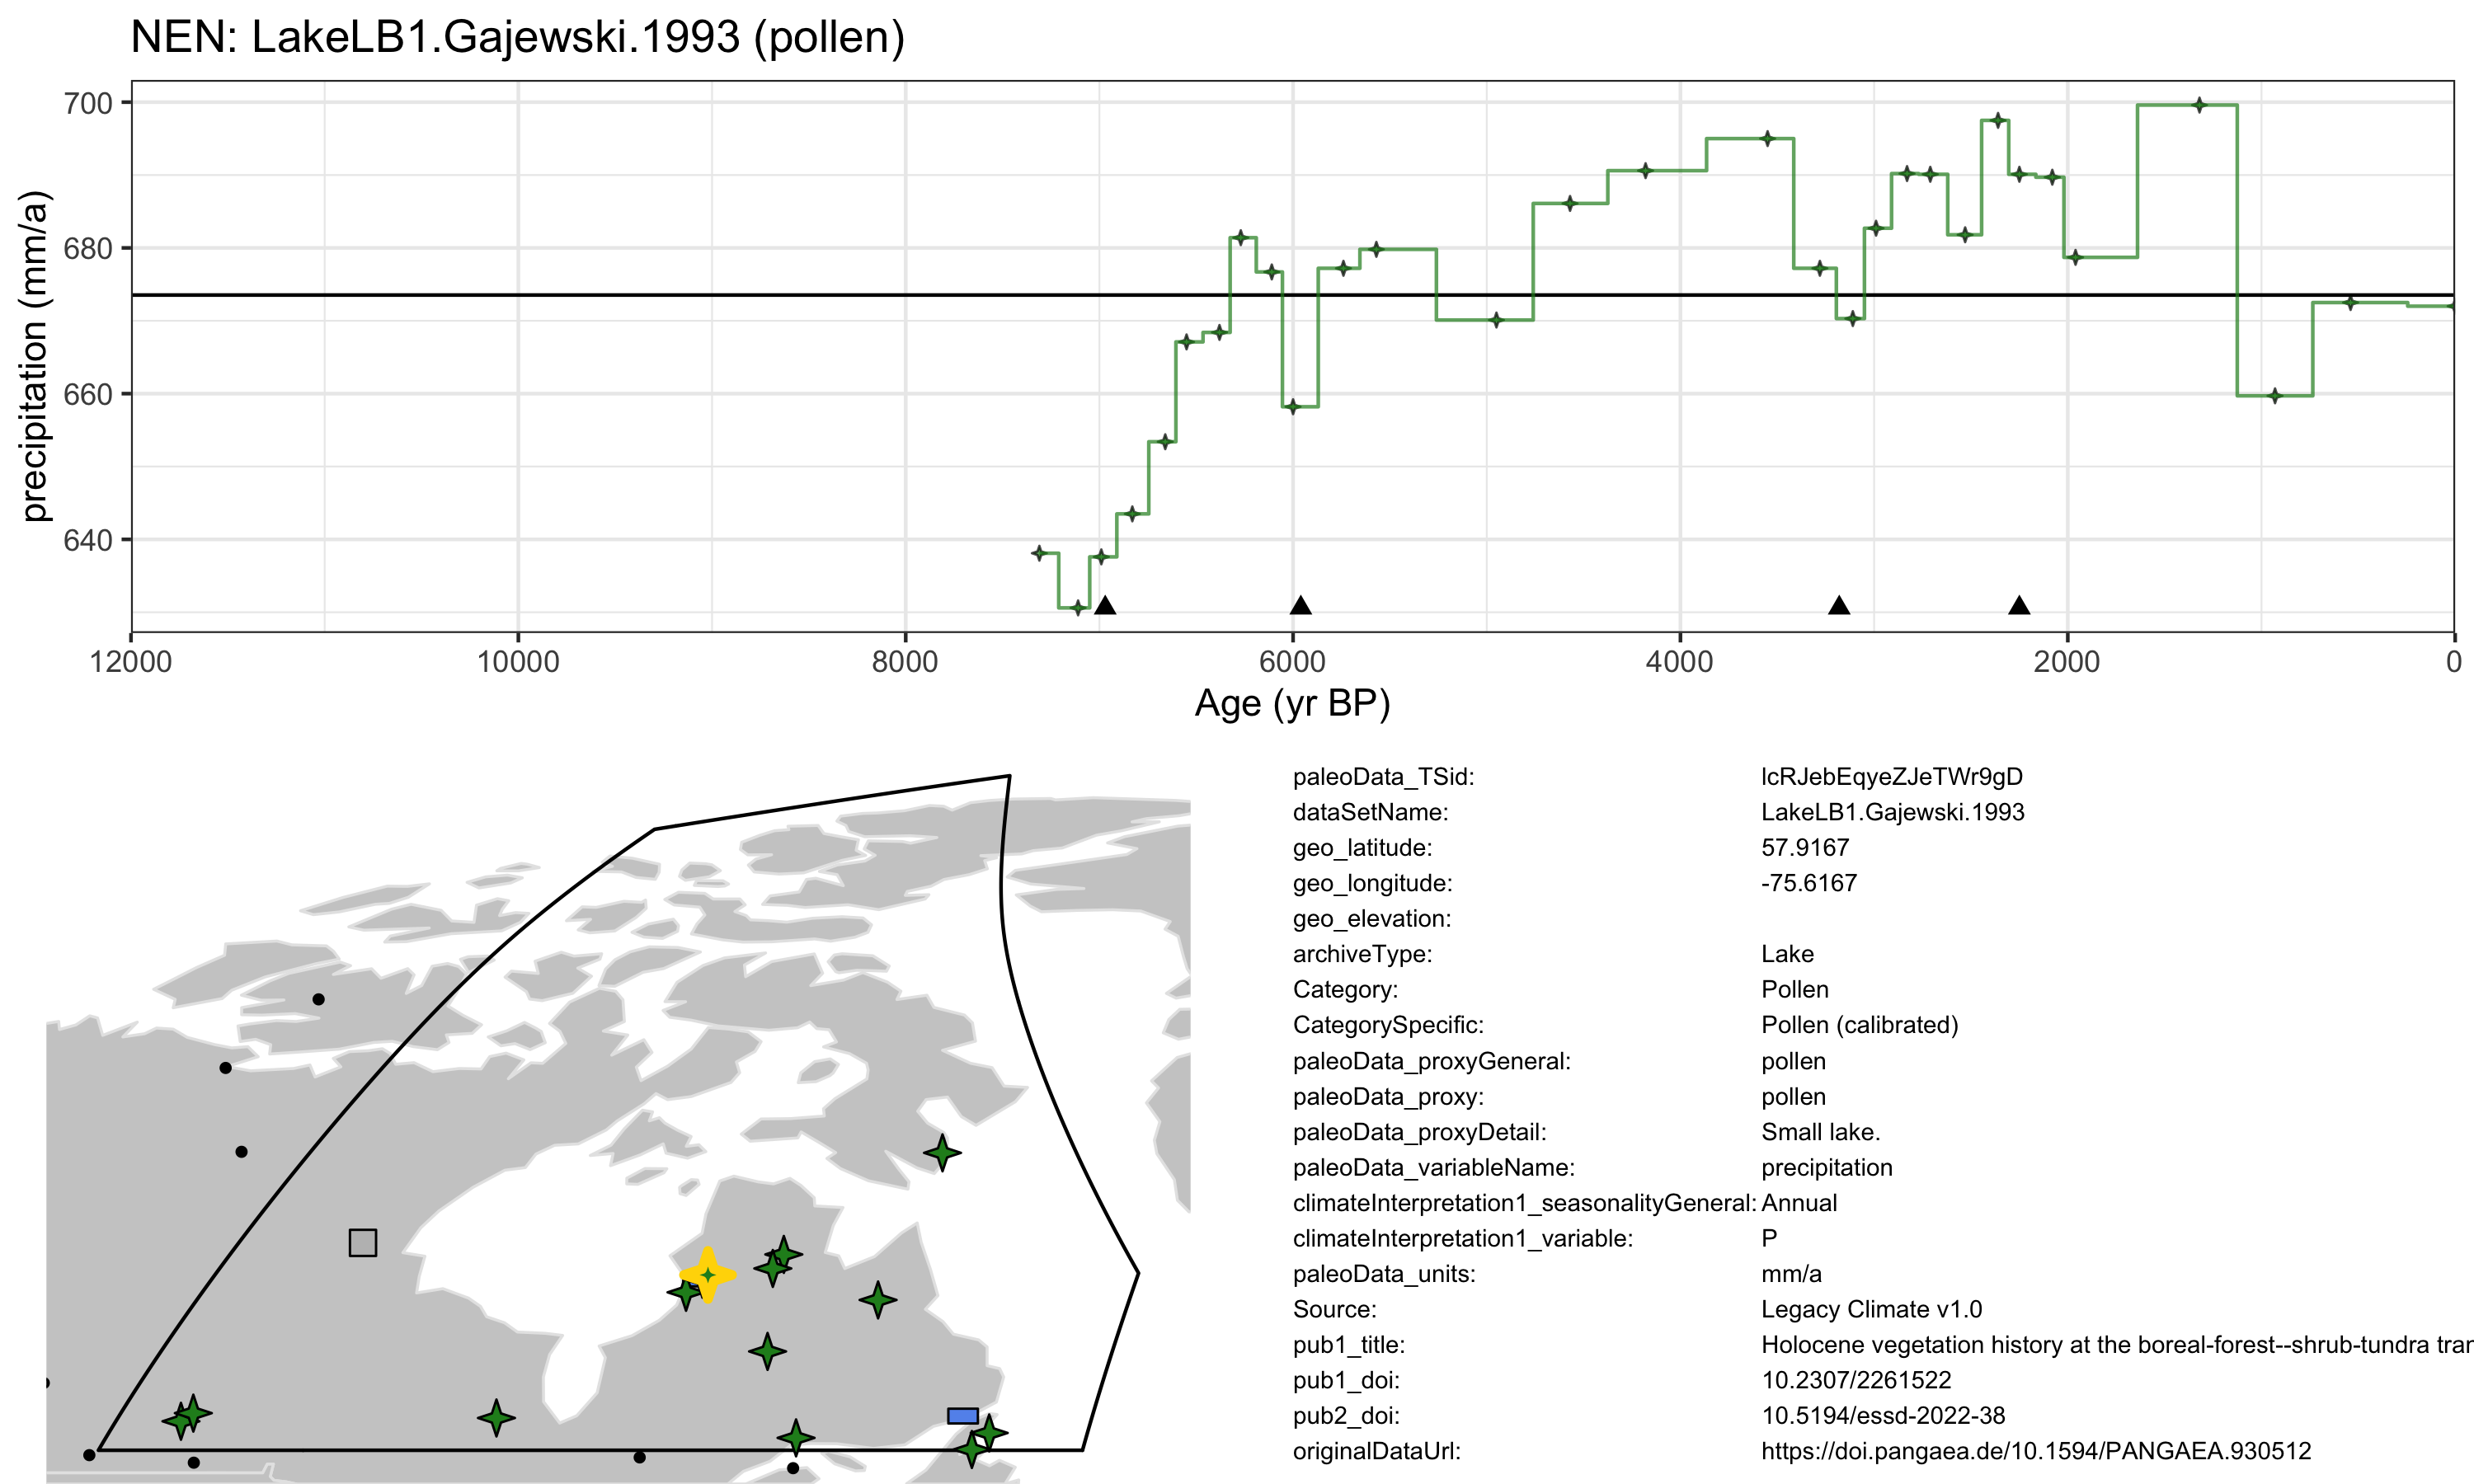 NEN: LakeLB1.Gajewski.1993 (pollen)
700
680
660
640
precipitation (mm/a)
12000 10000 8000 6000 4000 2000 0
Age (yr BP)
paleoData_TSid: lcRJebEqyeZJeTWr9gD
dataSetName: LakeLB1.Gajewski.1993
geo_latitude: 57.9167
geo_longitude: -75.6167
geo_elevation:
archiveType: Lake
Category: Pollen
CategorySpecific: Pollen (calibrated)
paleoData_proxyGeneral: pollen
paleoData_proxy: pollen
paleoData_proxyDetail: Small lake.
paleoData_variableName: precipitation
climateInterpretation1_seasonalityGeneral: Annual
climateInterpretation1_variable: P
paleoData_units: mm/a
Source: Legacy Climate v1.0
pub1_title: Holocene vegetation history at the boreal-forest--shrub-tundra tran
pub1_doi: 10.2307/2261522
pub2_doi: 10.5194/essd-2022-38
originalDataUrl: https://doi.pangaea.de/10.1594/PANGAEA.930512